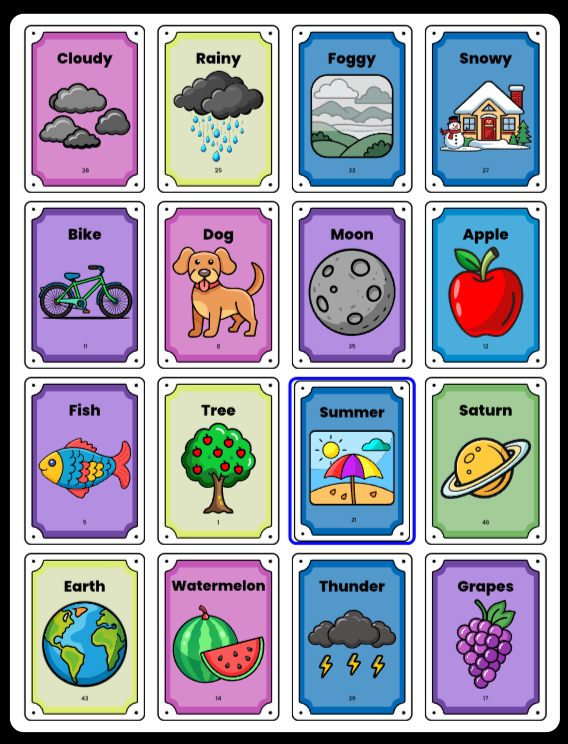 Cloudy
26
Rainy
25
Foggy
33
Snowy
27
Bike
11
Dog
8
Moon
35
Apple
12
Fish
5
Tree
1
Summer
21
Saturn
46
Earth
43
Watermelon
14
Thunder
39
Grapes
17